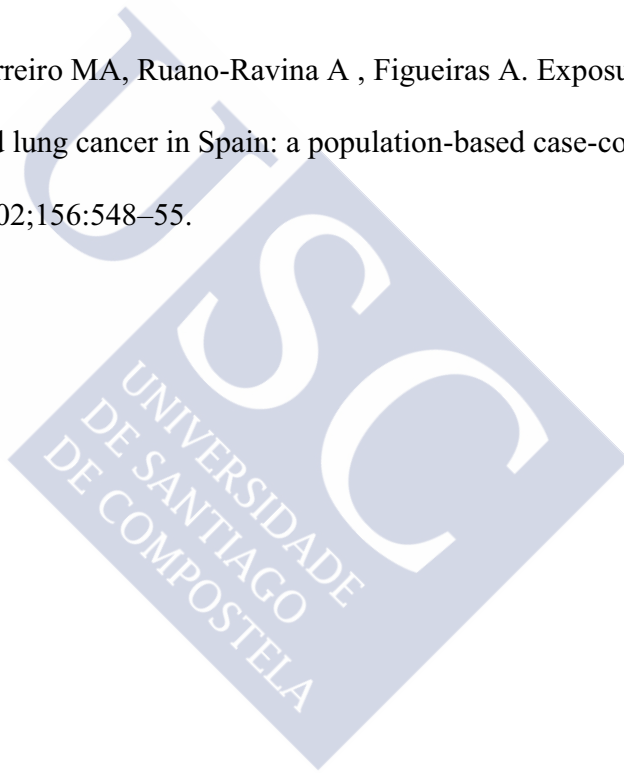 rreiro MA, Ruano-Ravina A , Figueiras A. Exposu
lung cancer in Spain: a population-based case-co
02;156:548–55.
USC
UNIVERSIDADE
DE SANTIAGO
DE COMPOSTELA